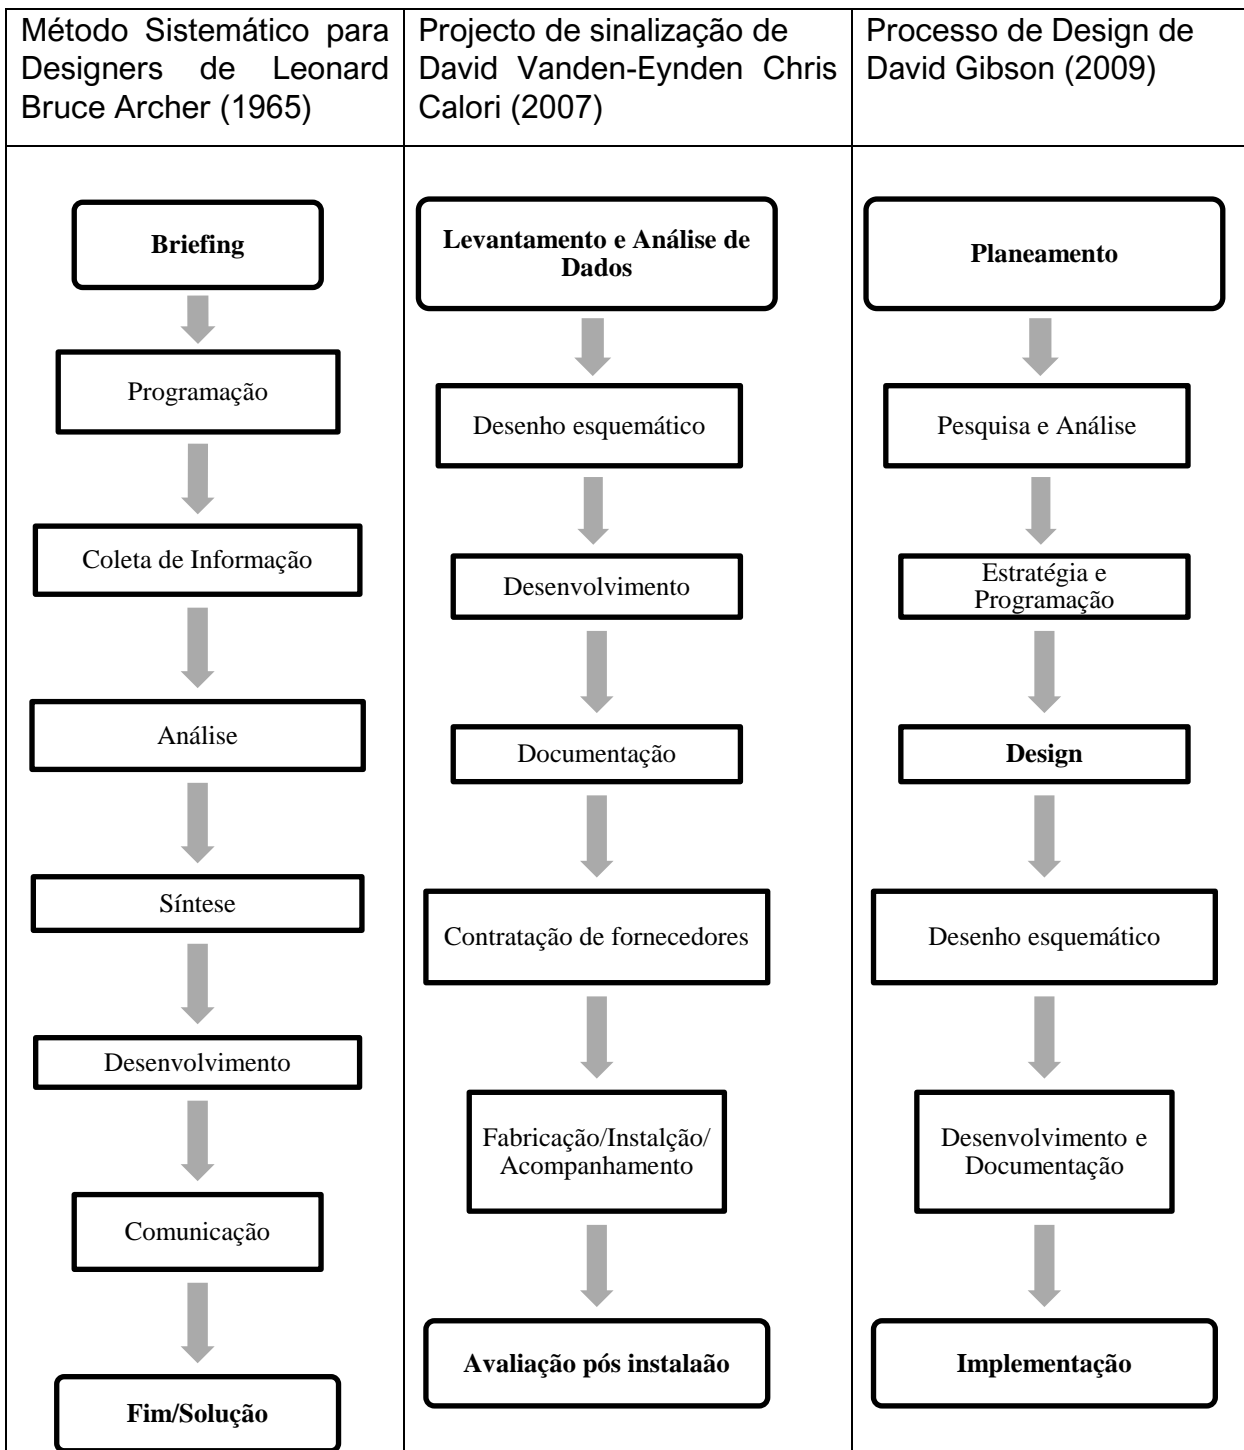 Método Sistemático para
Designers de Leonard
Bruce Archer (1965)
Projecto de sinalização de
David Vanden-Eynden Chris
Calori (2007)
Processo de Design de
David Gibson (2009)
Briefing
Programação
Coleta de Informação
Análise
Síntese
Desenvolvimento
Comunicação
Fim/Solução
Levantamento e Análise de
Dados
Desenho esquemático
Desenvolvimento
Documentação
Contratação de fornecedores
Fabricação/Instalção/
Acompanhamento
Avaliação pós instalaão
Planeamento
Pesquisa e Análise
Estratégia e
Programação
Design
Desenho esquemático
Desenvolvimento e
Documentação
Implementação